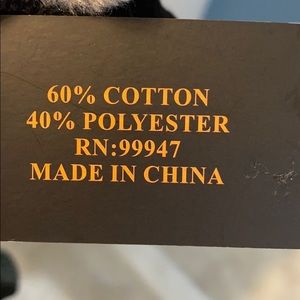 60% COTTON
40% POLYESTER
RN:99947
MADE IN CHINA